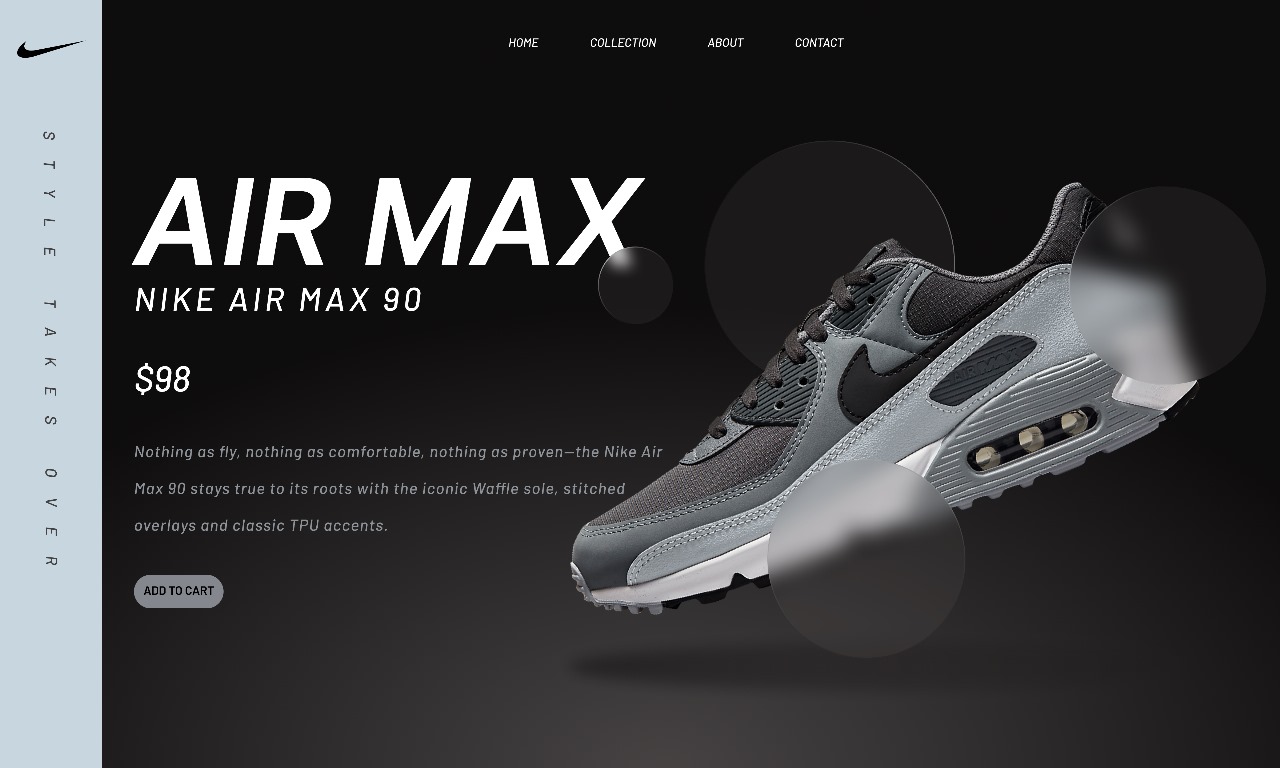 HOME COLLECTION ABOUT CONTACT
STYLE TAKES OVER
AIR MAX
NIKE AIR MAX 90
$98
Nothing as fly, nothing as comfortable, nothing as proven—the Nike Air
Max 90 stays true to its roots with the iconic Waffle sole, stitched
overlays and classic TPU accents.
ADD TO CART